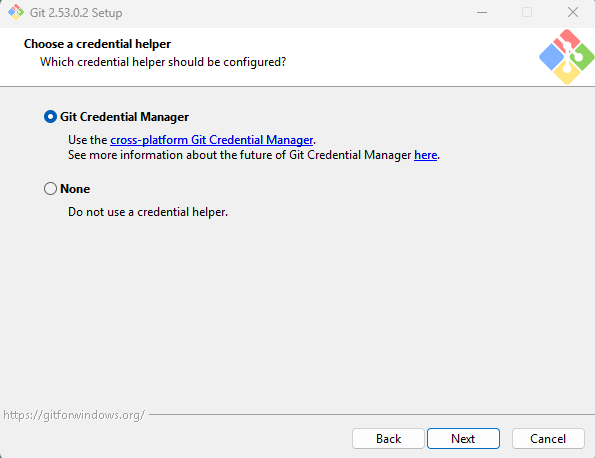 Git 2.53.0.2 Setup
Choose a credential helper
Which credential helper should be configured?
Git Credential Manager
Use the cross-platform Git Credential Manager.
See more information about the future of Git Credential Manager here.
None
Do not use a credential helper.
https://gitforwindows.org/
Back Next Cancel